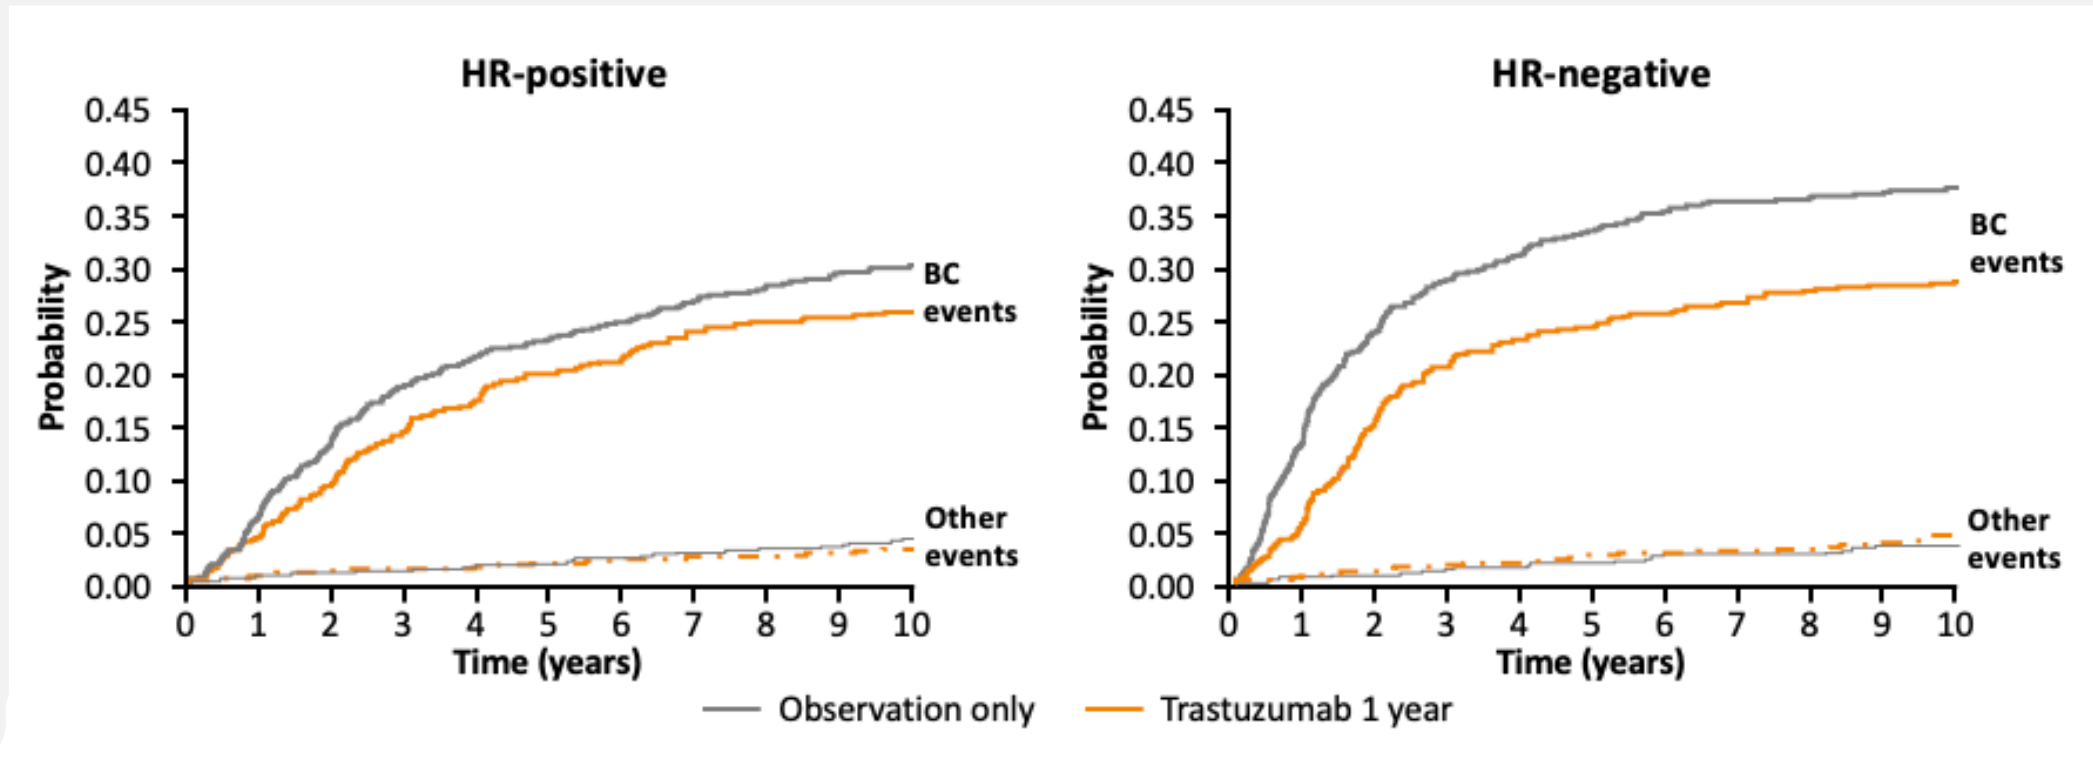 HR-positive
0.45
0.40
0.35
0.30
0.25
0.20
0.15
0.10
0.05
0.00
Probability
BC
events
Other
events
0 1 2 3 4 5 6 7 8 9 10
Time (years)
HR-negative
0.45
0.40
0.35
0.30
0.25
0.20
0.15
0.10
0.05
0.00
Probability
BC
events
Other
events
0 1 2 3 4 5 6 7 8 9 10
Time (years)
Observation only
Trastuzumab 1 year